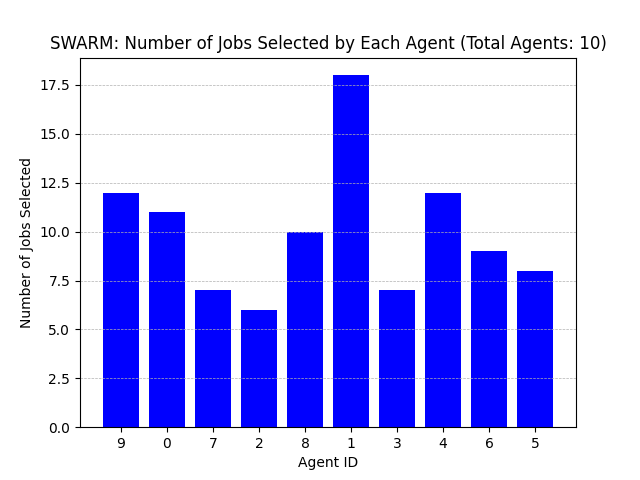 SWARM: Number of Jobs Selected by Each Agent (Total Agents: 10)
Number of Jobs Selected
17.5
15.0
12.5
10.0
7.5
5.0
2.5
0.0
9 0 7 2 8 1 3 4 6 5
Agent ID